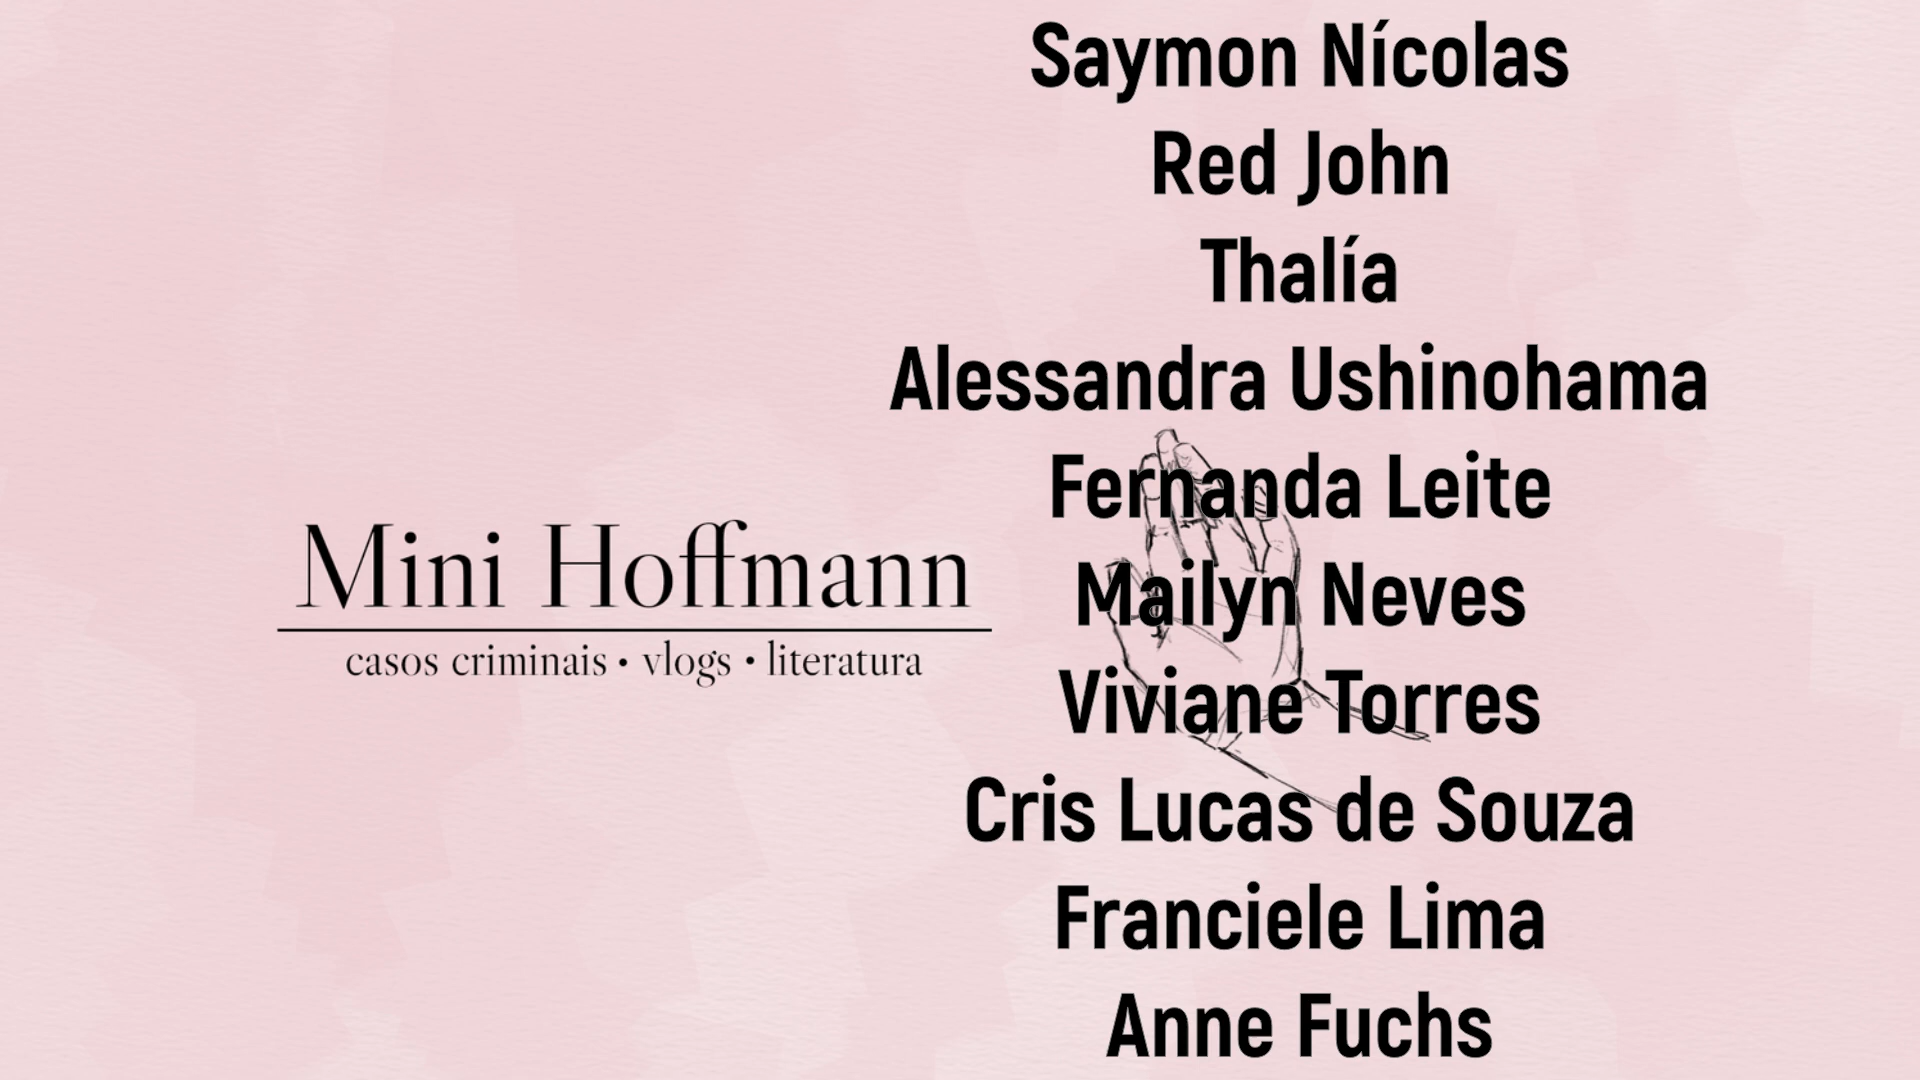 Mini Hoffmann
casos criminais • vlogs • literatura
Saymon Nícolas
Red John
Thalía
Alessandra Ushinohama
Fernanda Leite
Mailyn Neves
Viviane Torres
Cris Lucas de Souza
Franciele Lima
Anne Fuchs